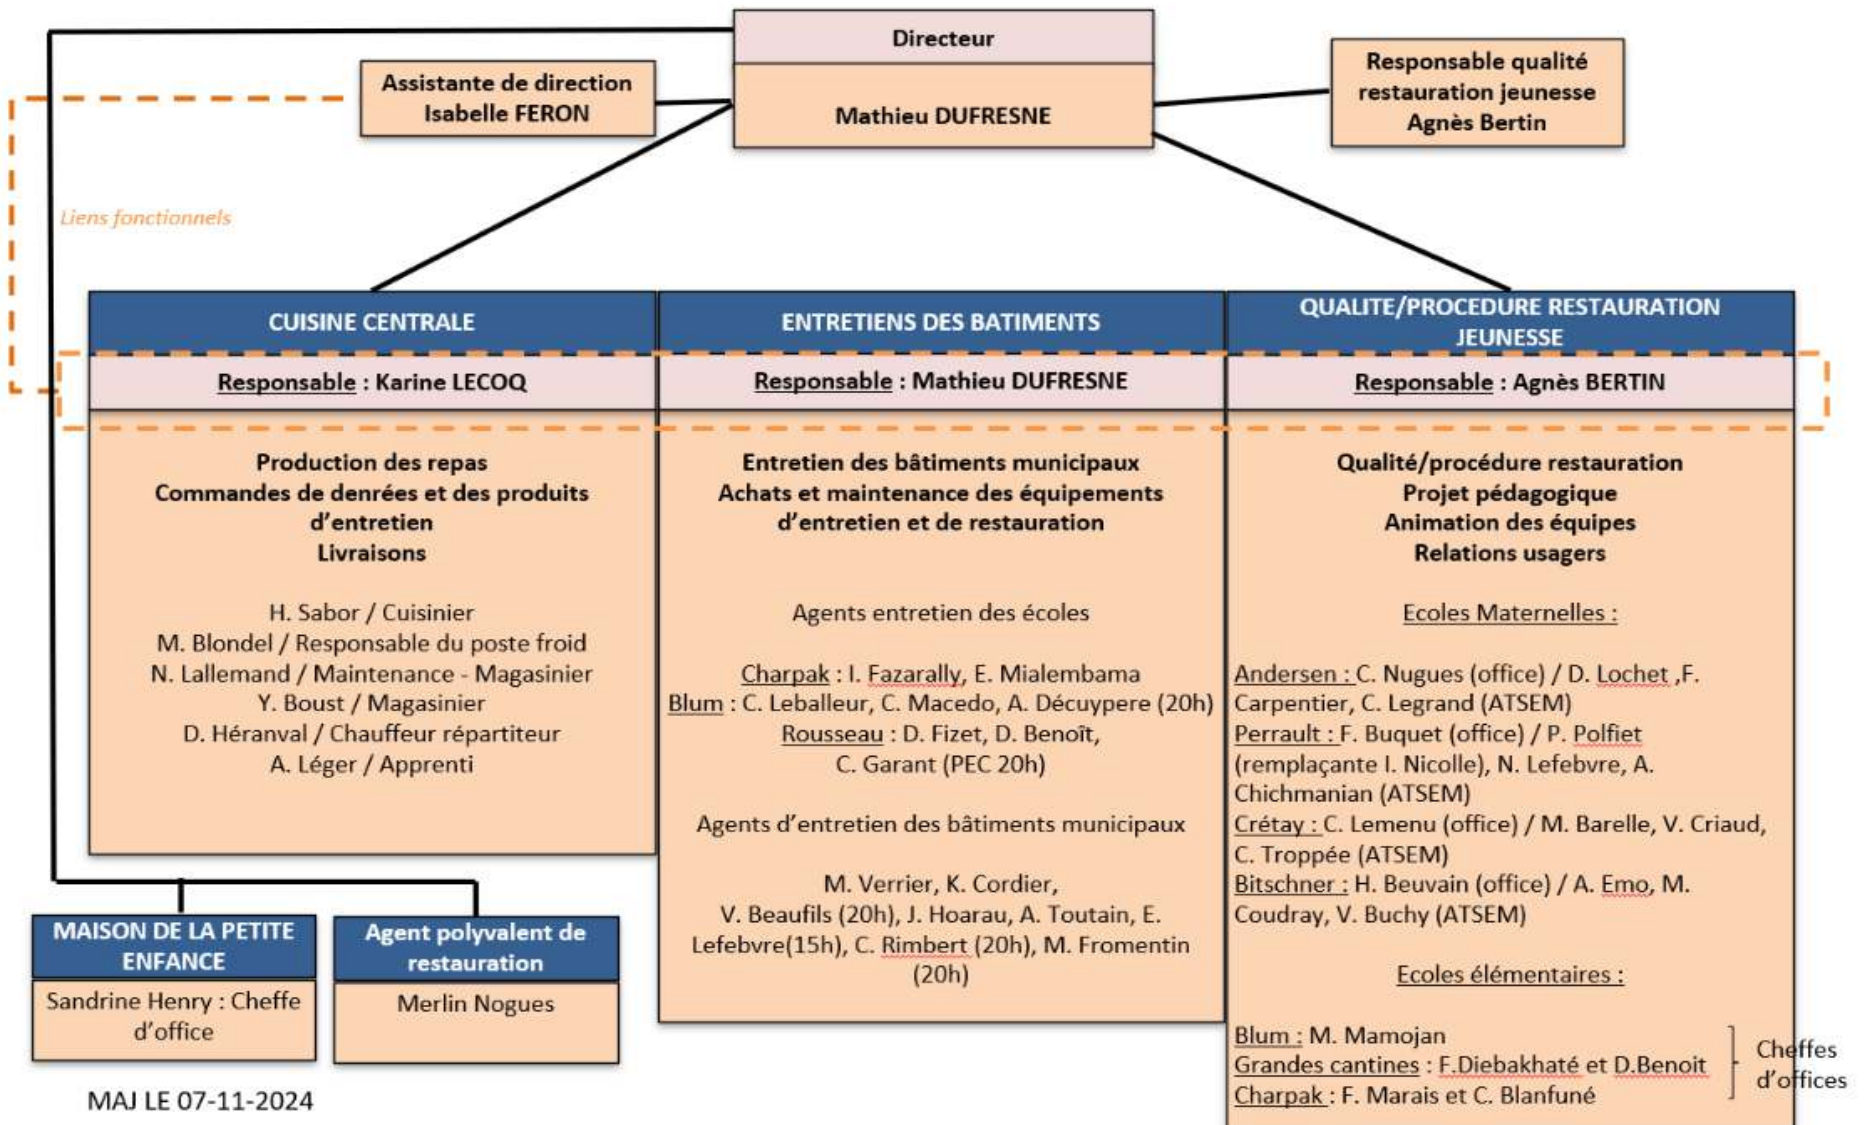 Directeur
Mathieu DUFRESNE
Assistante de direction
Isabelle FERON
Responsable qualité
restauration jeunesse
Agnès Bertin
Liens fonctionnels
CUISINE CENTRALE
Responsable : Karine LECOQ
Production des repas
Commandes de denrées et des produits
d’entretien
Livraisons
H. Sabor / Cuisinier
M. Blondel / Responsable du poste froid
N. Lallemand / Maintenance - Magasinier
Y. Boust / Magasinier
D. Héranval / Chauffeur répartiteur
A. Léger / Apprenti
ENTRETIENS DES BATIMENTS
Responsable : Mathieu DUFRESNE
Entretien des bâtiments municipaux
Achats et maintenance des équipements
d’entretien et de restauration
Agents entretien des écoles
Charpak : I. Fazarally, E. Mialembama
Blum : C. Leballeur, C. Macedo, A. Décuypere (20h)
Rousseau : D. Fizet, D. Benoît,
C. Garant (PEC 20h)
Agents d’entretien des bâtiments municipaux
M. Verrier, K. Cordier,
V. Beaufils (20h), J. Hoarau, A. Toutain, E.
Lefebvre(15h), C. Rimbert (20h), M. Fromentin
(20h)
QUALITE/PROCEDURE RESTAURATION
JEUNESSE
Responsable : Agnès BERTIN
Qualité/procédure restauration
Projet pédagogique
Animation des équipes
Relations usagers
Ecoles Maternelles :
Andersen : C. Nugues (office) / D. Lochet ,F.
Carpentier, C. Legrand (ATSEM)
Perrault : F. Buquet (office) / P. Polfiet
(remplaçante I. Nicolle), N. Lefebvre, A.
Chichmanian (ATSEM)
Crétay : C. Lemenu (office) / M. Barelle, V. Criaud,
C. Troppée (ATSEM)
Bitschner : H. Beuvain (office) / A. Emo, M.
Coudray, V. Buchy (ATSEM)
Ecoles élémentaires :
Blum : M. Mamojan
Grandes cantines : F.Diebakhaté et D.Benoit
Charpak : F. Marais et C. Blanfuné
Cheffes
d’offices
MAISON DE LA PETITE
ENFANCE
Sandrine Henry : Cheffe
d’office
Agent polyvalent de
restauration
Merlin Nogues
MAJ LE 07-11-2024